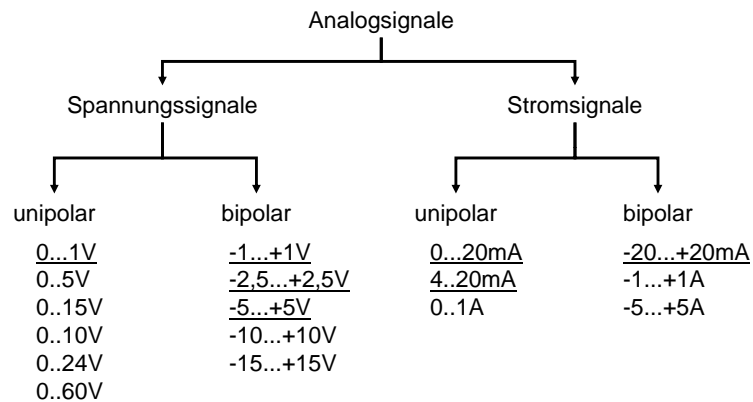 Analogsignale
Spannungssignale
Stromsignale
unipolar
0...1V
0..5V
0..15V
0..10V
0..24V
0..60V
bipolar
-1...+1V
-2,5...+2,5V
-5...+5V
-10...+10V
-15...+15V
unipolar
0...20mA
4..20mA
0..1A
bipolar
-20...+20mA
-1...+1A
-5...+5A